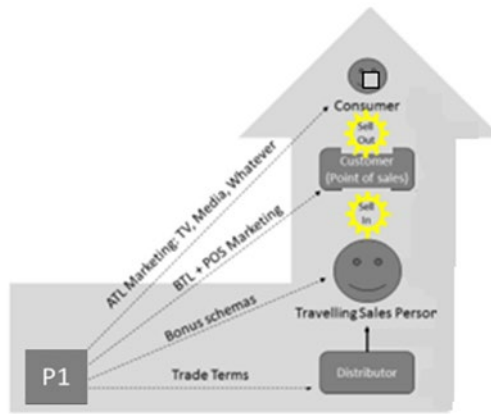 Consumer
Sell
Out
Customer
(Point of sales)
Sell
In
ATL Marketing: TV, Media, Whatever
BTL + POS Marketing
Bonus schemas
Travelling Sales Person
P1
Trade Terms
Distributor